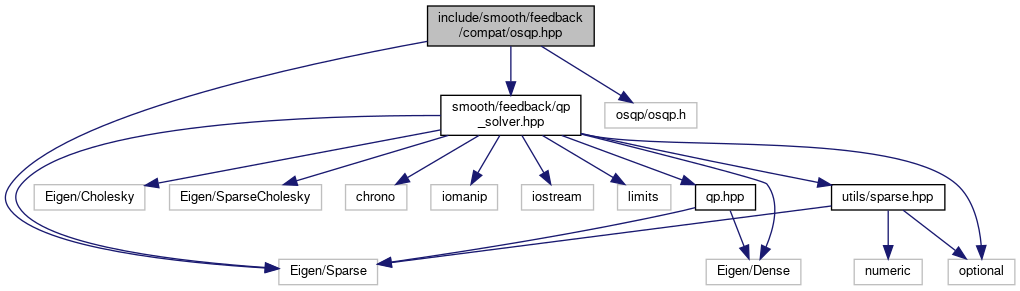 include/smooth/feedback
/compat/osqp.hpp
smooth/feedback/qp
_solver.hpp
osqp/osqp.h
Eigen/Cholesky
Eigen/SparseCholesky
chrono
iomanip
iostream
limits
qp.hpp
utils/sparse.hpp
Eigen/Sparse
Eigen/Dense
numeric
optional